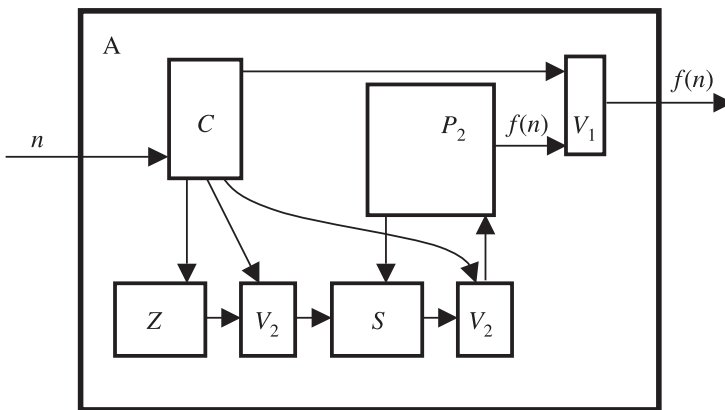 A
f(n)
C
P₂
f(n)
V₁
n
Z
V₂
S
V₂